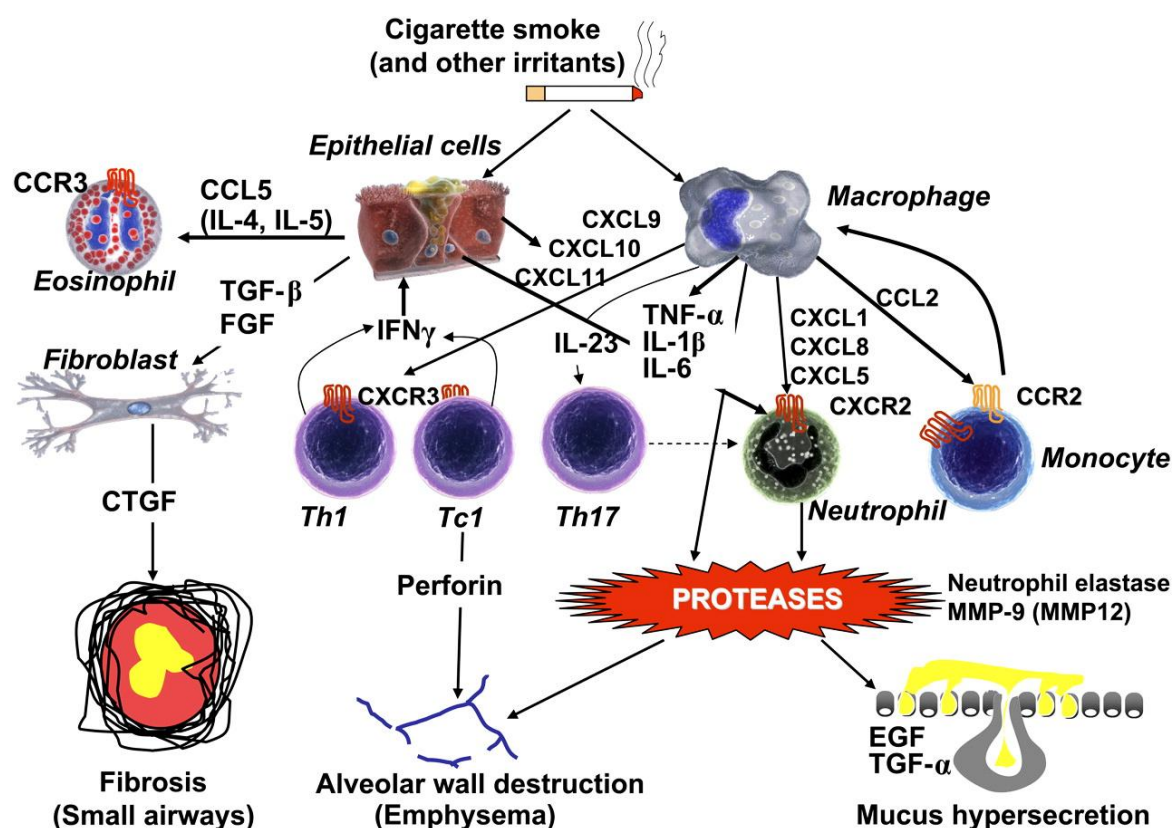 Cigarette smoke
(and other irritants)
Epithelial cells
CCR3
CCL5
(IL-4, IL-5)
Eosinophil
Macrophage
CXCL9
CXCL10
CXCL11
TGF-β
FGF
IFNγ
IL-23
TNF-α
IL-1β
IL-6
CXCL1
CXCL8
CXCL5
CCL2
Fibroblast
CXCR3
CXCR2
CCR2
Monocyte
CTGF
Th1
Tc1
Th17
Neutrophil
Perforin
PROTEASES
Neutrophil elastase
MMP-9 (MMP12)
EGF
TGF-α
Fibrosis
(Small airways)
Alveolar wall destruction
(Emphysema)
Mucus hypersecretion